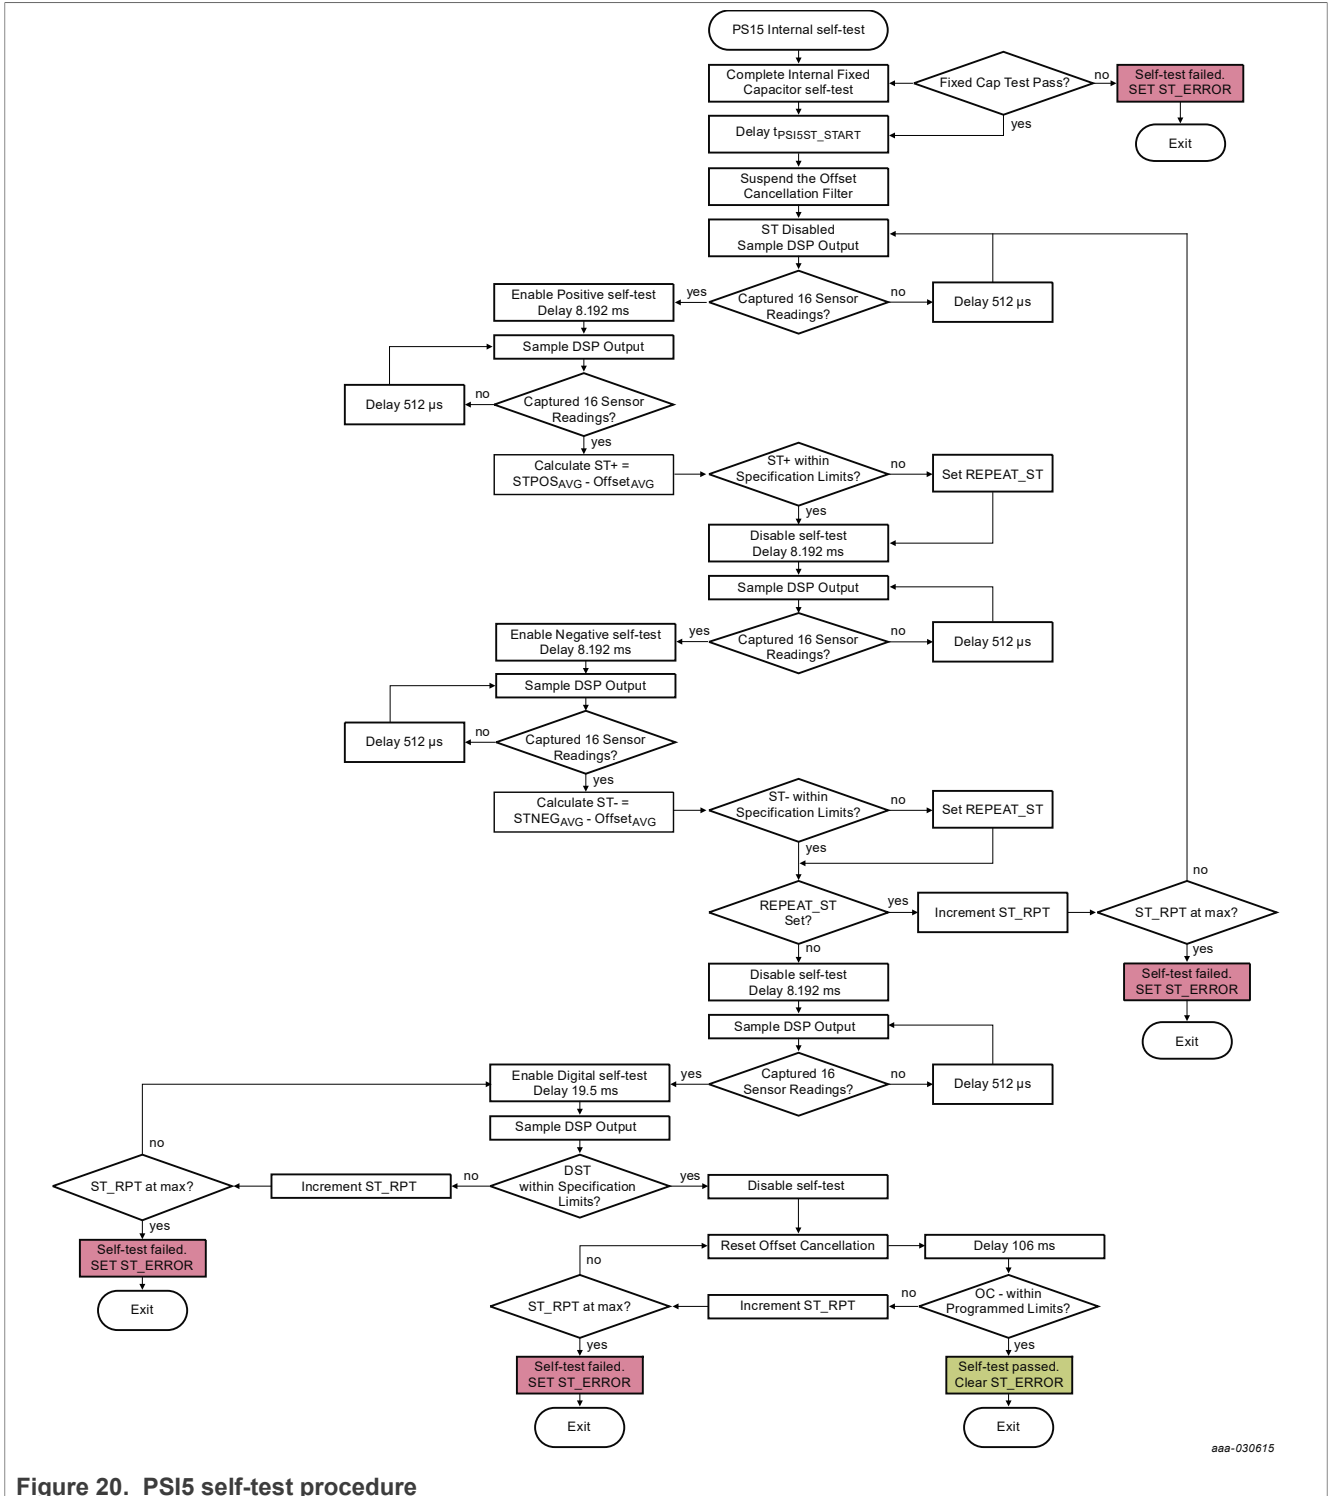 PS15 Internal self-test
Complete Internal Fixed
Capacitor self-test
Fixed Cap Test Pass?
no
Self-test failed.
SET ST_ERROR
yes
Exit
Delay tPSI5ST_START
Suspend the Offset
Cancellation Filter
ST Disabled
Sample DSP Output
Captured 16 Sensor
Readings?
no
Delay 512 µs
yes
Enable Positive self-test
Delay 8.192 ms
Sample DSP Output
Captured 16 Sensor
Readings?
no
Delay 512 µs
yes
Calculate ST+ =
STPOSAVG - OffsetAVG
ST+ within
Specification Limits?
no
Set REPEAT_ST
yes
Disable self-test
Delay 8.192 ms
Sample DSP Output
Captured 16 Sensor
Readings?
no
Delay 512 µs
yes
Enable Negative self-test
Delay 8.192 ms
Sample DSP Output
Captured 16 Sensor
Readings?
no
Delay 512 µs
yes
Calculate ST- =
STNEGAVG - OffsetAVG
ST- within
Specification Limits?
no
Set REPEAT_ST
yes
REPEAT_ST
Set?
yes
Increment ST_RPT
ST_RPT at max?
no
yes
Self-test failed.
SET ST_ERROR
Exit
no
Disable self-test
Delay 8.192 ms
Sample DSP Output
Captured 16
Sensor Readings?
no
Delay 512 µs
yes
Enable Digital self-test
Delay 19.5 ms
Sample DSP Output
DST
within Specification
Limits?
no
Increment ST_RPT
ST_RPT at max?
no
yes
Self-test failed.
SET ST_ERROR
Exit
yes
Disable self-test
Reset Offset Cancellation
Delay 106 ms
OC - within
Programmed Limits?
no
Increment ST_RPT
ST_RPT at max?
no
yes
Self-test failed.
SET ST_ERROR
Exit
yes
Self-test passed.
Clear ST_ERROR
Exit
aaa-030615
Figure 20. PSI5 self-test procedure